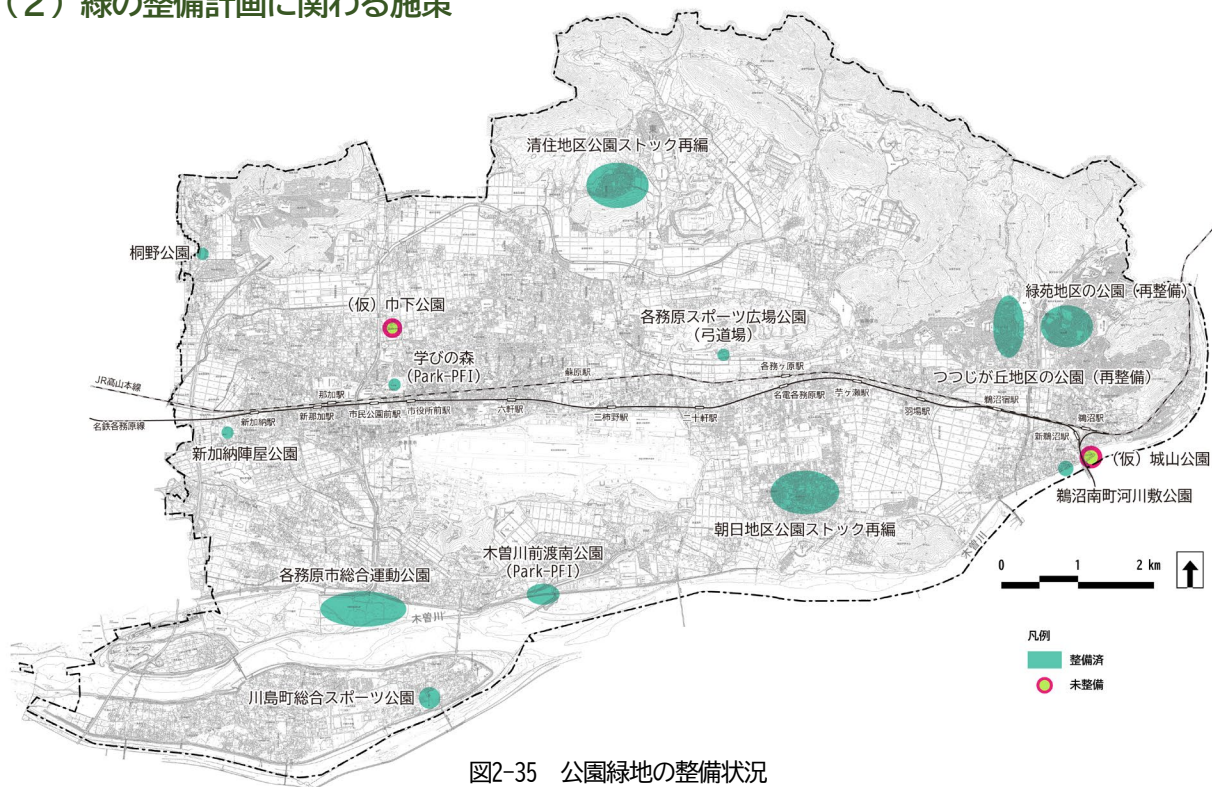 (2)緑の整備計画に関わる施策
清住地区公園ストック再編
桐野公園
(仮)巾下公園
各務原スポーツ広場公園
(弓道場)
緑苑地区の公園(再整備)
学びの森
(Park-PFI)
つつじが丘地区の公園(再整備)
JR高山本線
那加駅
蘇原駅
各務ヶ原駅
名鉄各務原線
新加納駅
新那加駅
市民公園前駅
市役所前駅
六軒駅
三柿野駅
二十軒駅
名電各務原駅
苧ヶ瀬駅
羽場駅
鵜沼宿駅
鵜沼駅
新鵜沼駅
新加納陣屋公園
(仮)城山公園
鵜沼南町河川敷公園
朝日地区公園ストック再編
木曽川
木曽川前渡南公園
(Park-PFI)
各務原市総合運動公園
木曽川
川島町総合スポーツ公園
0 1 2 km
凡例
整備済
未整備
図2-35 公園緑地の整備状況